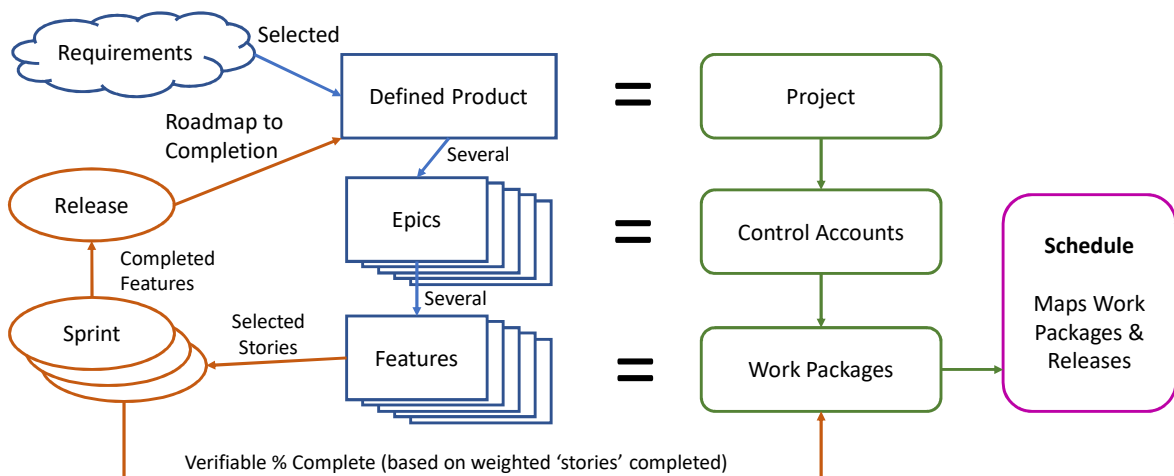 Selected
Requirements
Defined Product
=
Project
Roadmap to
Completion
Several
Release
Epics
=
Control Accounts
Schedule
Maps Work
Packages &
Releases
Completed
Features
Several
Sprint
Selected
Stories
Features
=
Work Packages
Verifiable % Complete (based on weighted ‘stories’ completed)